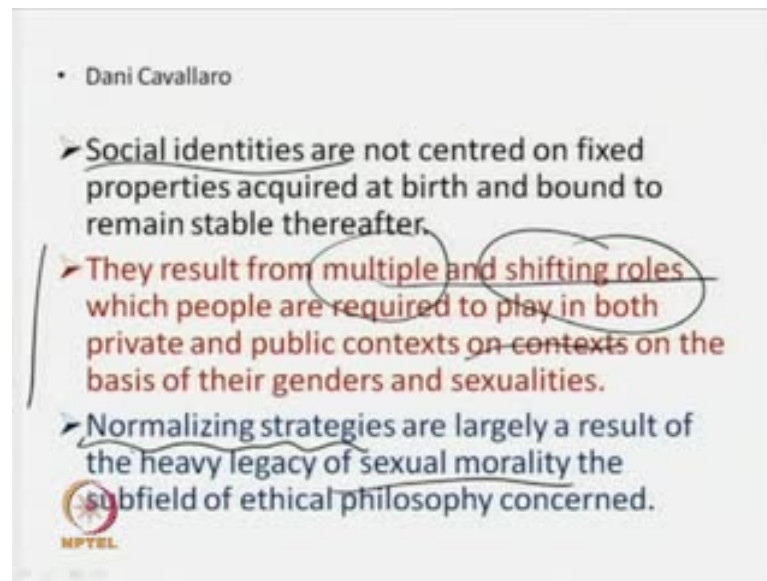 • Dani Cavallaro
➤Social identities are not centred on fixed
properties acquired at birth and bound to
remain stable thereafter.
➤They result from multiple and shifting roles
which people are required to play in both
private and public contexts on contexts on the
basis of their genders and sexualities.
➤Normalizing strategies are largely a result of
the heavy legacy of sexual morality the
subfield of ethical philosophy concerned.
NPTEL